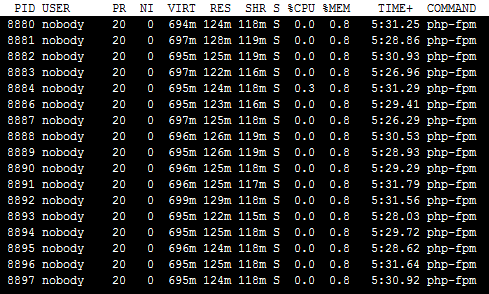 PID USER PR NI VIRT RES SHR S %CPU %MEM TIME+ COMMAND
8880 nobody 20 0 694m 124m 118m S 0.0 0.8 5:31.25 php-fpm
8881 nobody 20 0 697m 128m 119m S 0.0 0.8 5:28.86 php-fpm
8882 nobody 20 0 695m 125m 119m S 0.0 0.8 5:30.93 php-fpm
8883 nobody 20 0 697m 122m 116m S 0.0 0.8 5:26.96 php-fpm
8884 nobody 20 0 695m 124m 118m S 0.3 0.8 5:31.29 php-fpm
8886 nobody 20 0 695m 123m 116m S 0.0 0.8 5:29.41 php-fpm
8887 nobody 20 0 697m 125m 118m S 0.0 0.8 5:26.29 php-fpm
8888 nobody 20 0 696m 126m 119m S 0.0 0.8 5:30.53 php-fpm
8889 nobody 20 0 695m 126m 119m S 0.0 0.8 5:28.93 php-fpm
8890 nobody 20 0 696m 125m 118m S 0.0 0.8 5:29.29 php-fpm
8891 nobody 20 0 695m 125m 117m S 0.0 0.8 5:31.79 php-fpm
8892 nobody 20 0 699m 129m 118m S 0.0 0.8 5:31.56 php-fpm
8893 nobody 20 0 695m 122m 115m S 0.0 0.8 5:28.03 php-fpm
8894 nobody 20 0 695m 125m 118m S 0.0 0.8 5:29.72 php-fpm
8895 nobody 20 0 696m 124m 118m S 0.0 0.8 5:28.62 php-fpm
8896 nobody 20 0 695m 125m 118m S 0.0 0.8 5:31.64 php-fpm
8897 nobody 20 0 695m 124m 118m S 0.0 0.8 5:30.92 php-fpm